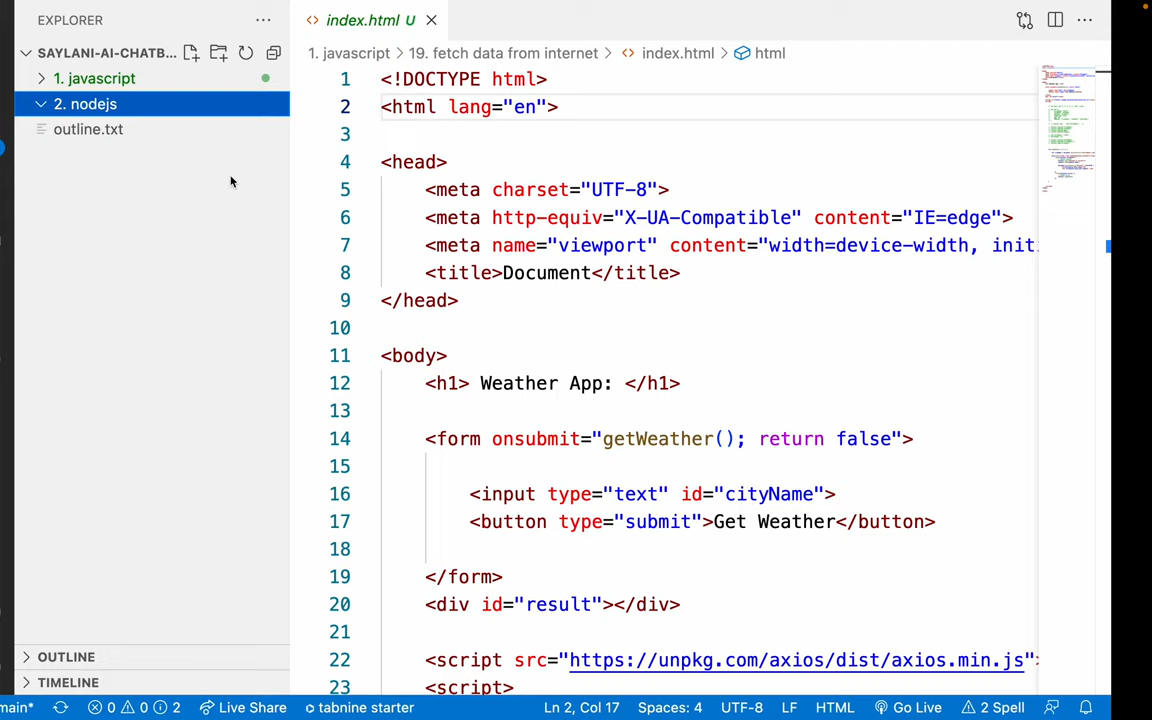 EXPLORER
SAYLANI-AI-CHATB...
1. javascript
2. nodejs
outline.txt
OUTLINE
TIMELINE
index.html U
1. javascript > 19. fetch data from internet > index.html > html
1 <!DOCTYPE html>
2 <html lang="en">
3
4 <head>
5 <meta charset="UTF-8">
6 <meta http-equiv="X-UA-Compatible" content="IE=edge">
7 <meta name="viewport" content="width=device-width, initi
8 <title>Document</title>
9 </head>
10
11 <body>
12 <h1> Weather App: </h1>
13
14 <form onsubmit="getWeather(); return false">
15
16 <input type="text" id="cityName">
17 <button type="submit">Get Weather</button>
18
19 </form>
20 <div id="result"></div>
21
22 <script src="https://unpkg.com/axios/dist/axios.min.js">
23 <script>
main* 0 0 2 Live Share tabnine starter Ln 2, Col 17 Spaces: 4 UTF-8 LF HTML Go Live 2 Spell